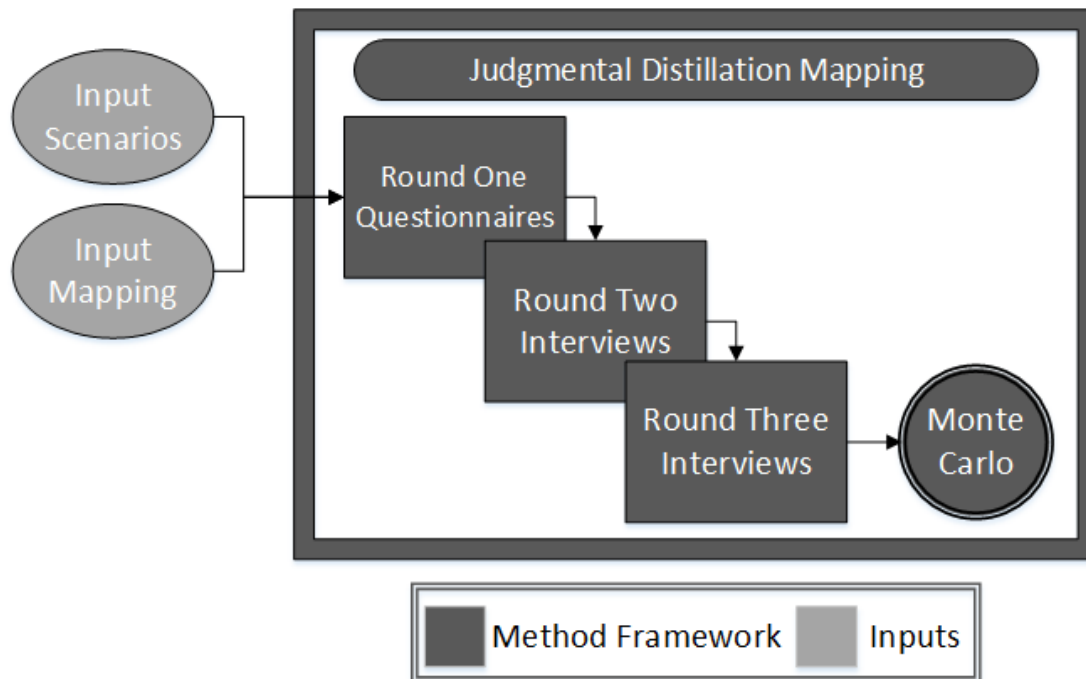 Judgmental Distillation Mapping
Input
Scenarios
Input
Mapping
Round One
Questionnaires
Round Two
Interviews
Round Three
Interviews
Monte
Carlo
Method Framework
Inputs